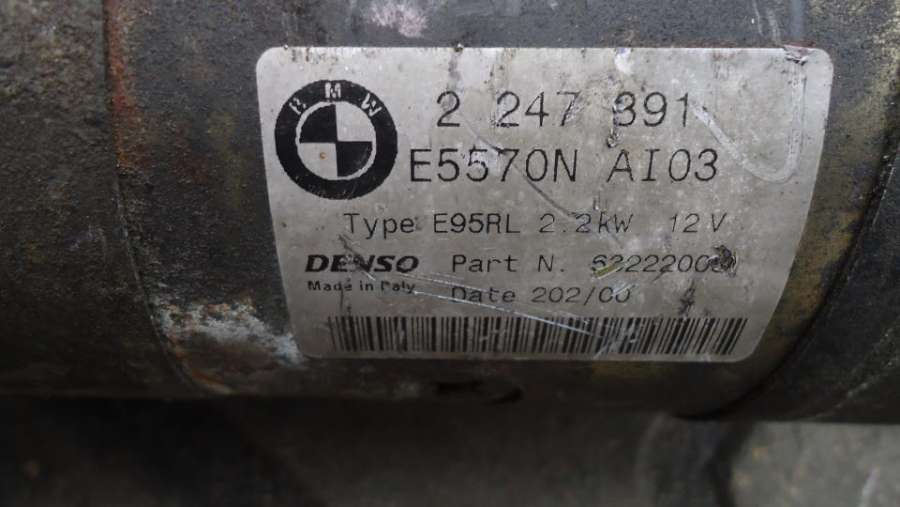 BMW
2 247 391
E5570N AI03
Type E95RL 2.2kW 12V
DENSO Part N.
Made in Italy Date 202/00